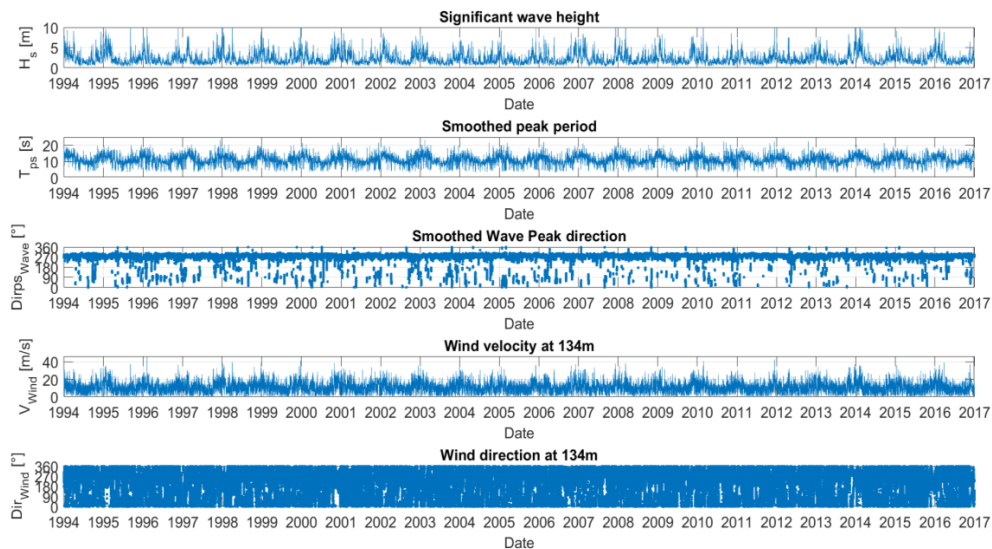 Significant wave height
H_s [m]
10
5
0
1994 1995 1996 1997 1998 1999 2000 2001 2002 2003 2004 2005 2006 2007 2008 2009 2010 2011 2012 2013 2014 2015 2016 2017
Date
Smoothed peak period
T_ps [s]
20
10
0
1994 1995 1996 1997 1998 1999 2000 2001 2002 2003 2004 2005 2006 2007 2008 2009 2010 2011 2012 2013 2014 2015 2016 2017
Date
Smoothed Wave Peak direction
Dirps_Wave [°]
360
270
180
90
0
1994 1995 1996 1997 1998 1999 2000 2001 2002 2003 2004 2005 2006 2007 2008 2009 2010 2011 2012 2013 2014 2015 2016 2017
Date
Wind velocity at 134m
V_Wind [m/s]
40
20
0
1994 1995 1996 1997 1998 1999 2000 2001 2002 2003 2004 2005 2006 2007 2008 2009 2010 2011 2012 2013 2014 2015 2016 2017
Date
Wind direction at 134m
Dir_Wind [°]
360
270
180
90
0
1994 1995 1996 1997 1998 1999 2000 2001 2002 2003 2004 2005 2006 2007 2008 2009 2010 2011 2012 2013 2014 2015 2016 2017
Date